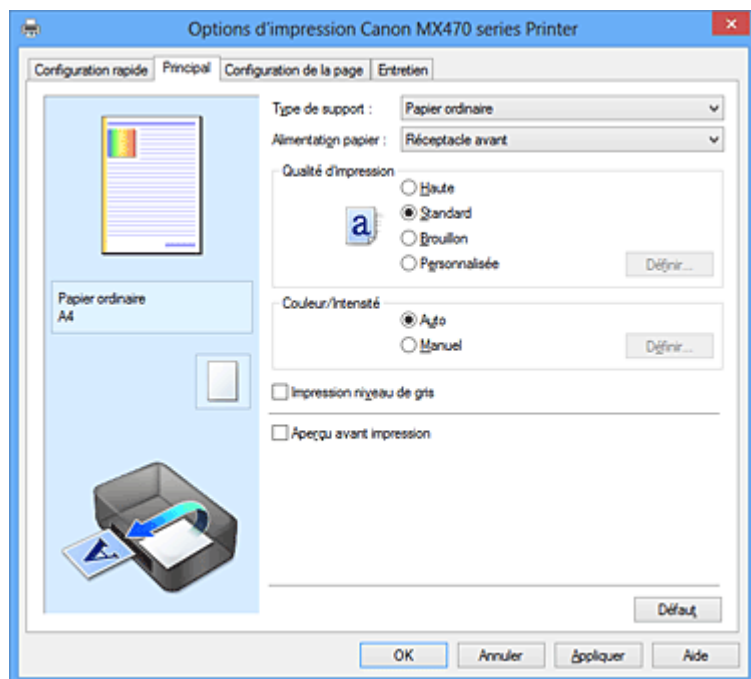 Options d'impression Canon MX470 series Printer
Configuration rapide Principal Configuration de la page Entretien
Type de support : Papier ordinaire
Alimentation papier : Réceptacle avant
Qualité d'impression
Haute
a Standard
Brouillon
Personnalisée Définir...
Papier ordinaire
A4
Couleur/Intensité
Auto
Manuel Définir...
Impression niveau de gris
Aperçu avant impression
A
Défaut
OK Annuler Appliquer Aide